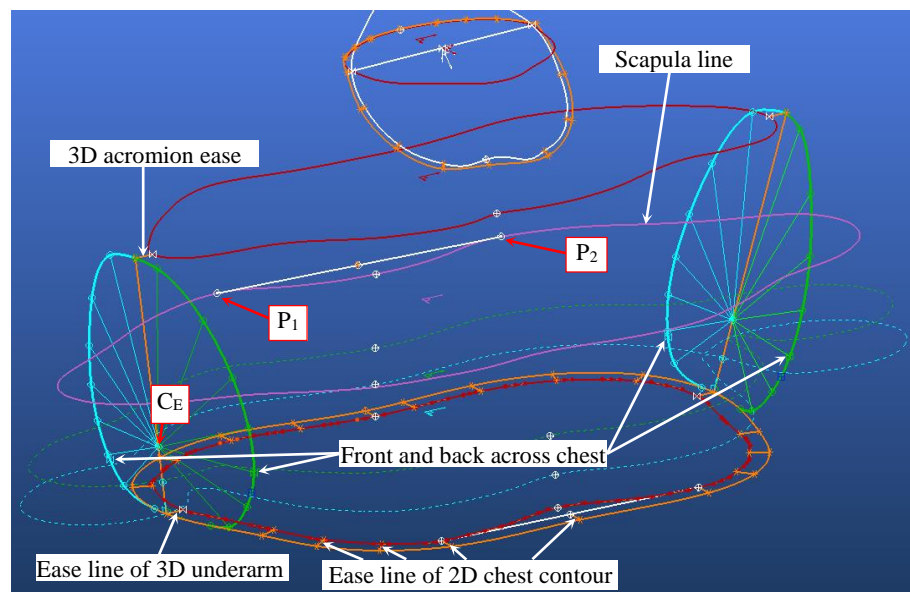 Scapula line
3D acromion ease
P2
P1
CE
Front and back across chest
Ease line of 3D underarm
Ease line of 2D chest contour